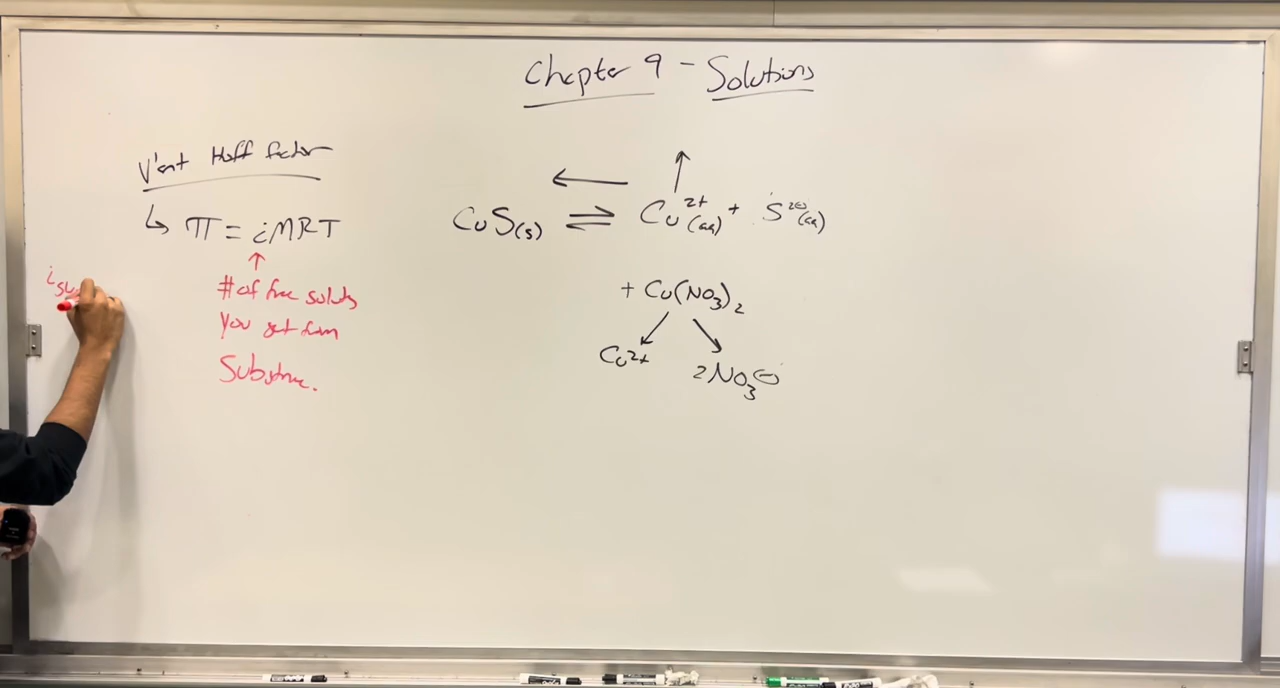 Chapter 9 - Solutions
V'ant Hoff factor
↳ π = iMRT
↑
# of free solutes
You get from
Substance.
i
CuS(s) ⇌ Cu²⁺(aq) + S²⊖(aq)
+ Cu(NO₃)₂
Cu²⁺ 2NO₃⊖